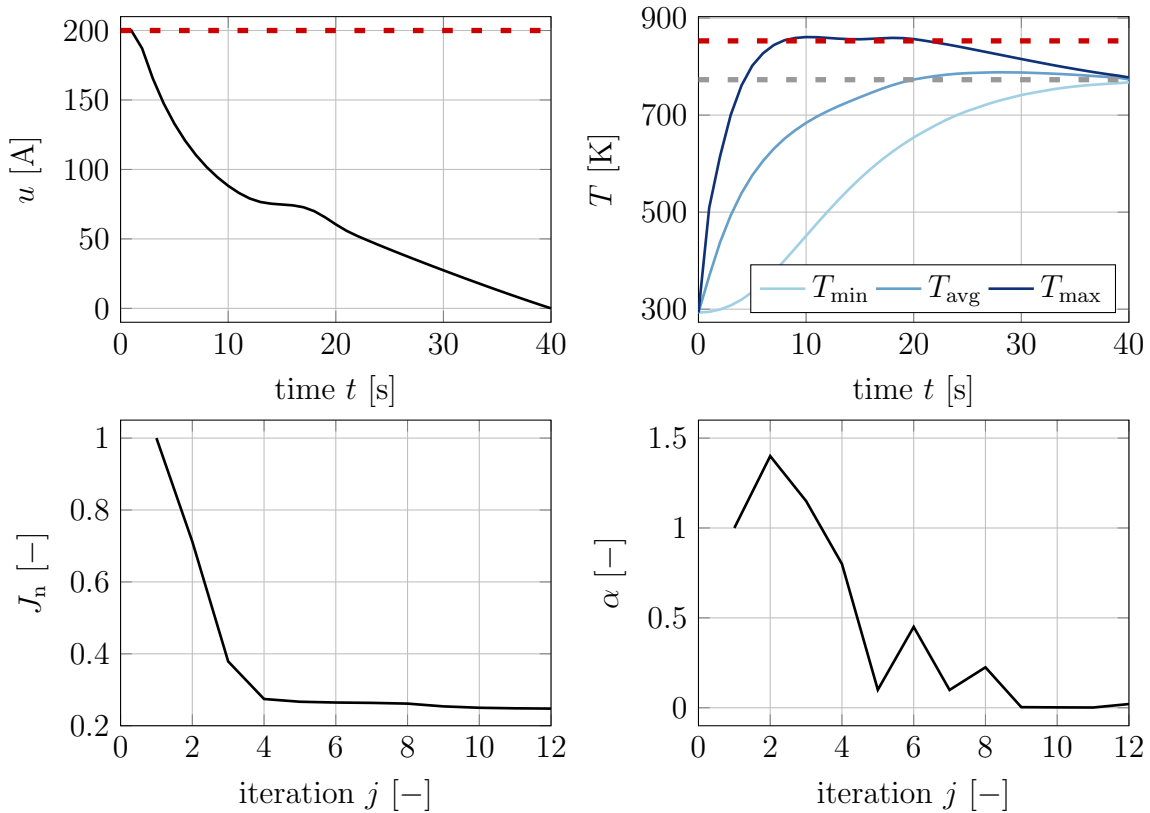 200
150
100
50
0
u [A]
0 10 20 30 40
time t [s]
900
700
500
300
T [K]
T_min T_avg T_max
0 10 20 30 40
time t [s]
1
0.8
0.6
0.4
0.2
J_n [−]
0 2 4 6 8 10 12
iteration j [−]
1.5
1
0.5
0
α [−]
0 2 4 6 8 10 12
iteration j [−]